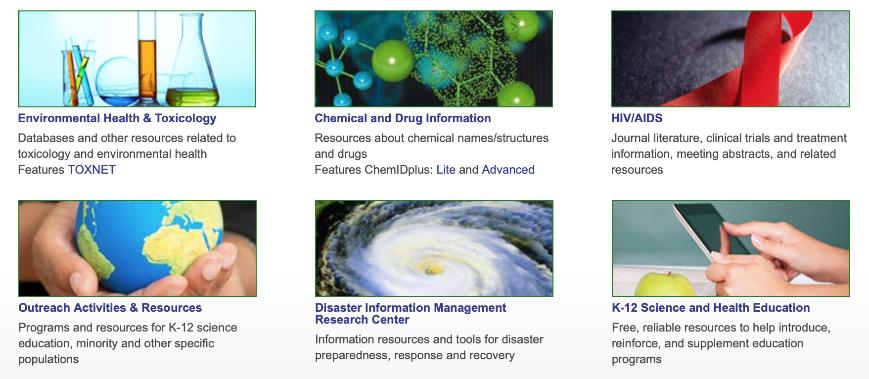 Environmental Health & Toxicology
Databases and other resources related to
toxicology and environmental health
Features TOXNET
Chemical and Drug Information
Resources about chemical names/structures
and drugs
Features ChemIDplus: Lite and Advanced
HIV/AIDS
Journal literature, clinical trials and treatment
information, meeting abstracts, and related
resources
Outreach Activities & Resources
Programs and resources for K-12 science
education, minority and other specific
populations
Disaster Information Management
Research Center
Information resources and tools for disaster
preparedness, response and recovery
K-12 Science and Health Education
Free, reliable resources to help introduce,
reinforce, and supplement education
programs